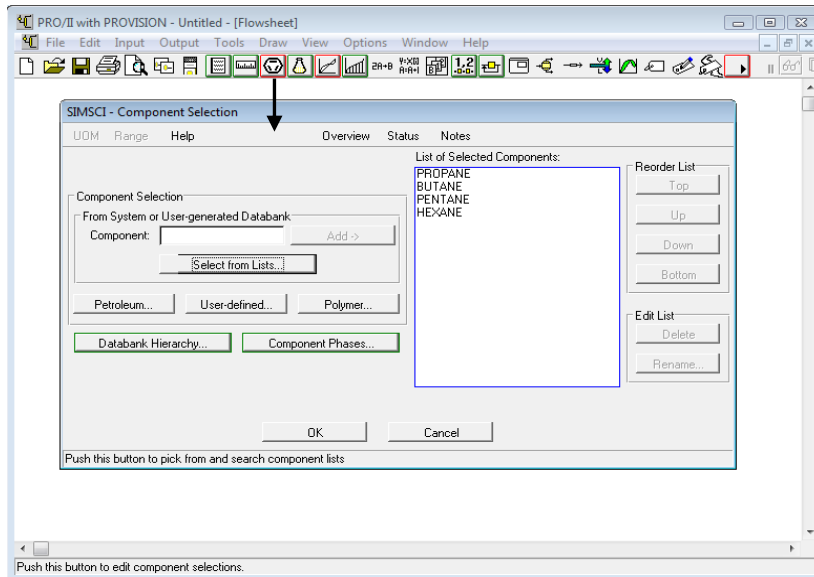 PRO/II with PROVISION - Untitled - [Flowsheet]
File Edit Input Output Tools Draw View Options Window Help
SIMSCI - Component Selection
UOM Range Help Overview Status Notes
List of Selected Components:
PROPANE
BUTANE
PENTANE
HEXANE
Component Selection
From System or User-generated Databank
Component:
Add ->
Select from Lists...
Petroleum...
User-defined...
Polymer...
Databank Hierarchy...
Component Phases...
Reorder List
Top
Up
Down
Bottom
Edit List
Delete
Rename...
OK
Cancel
Push this button to pick from and search component lists
Push this button to edit component selections.